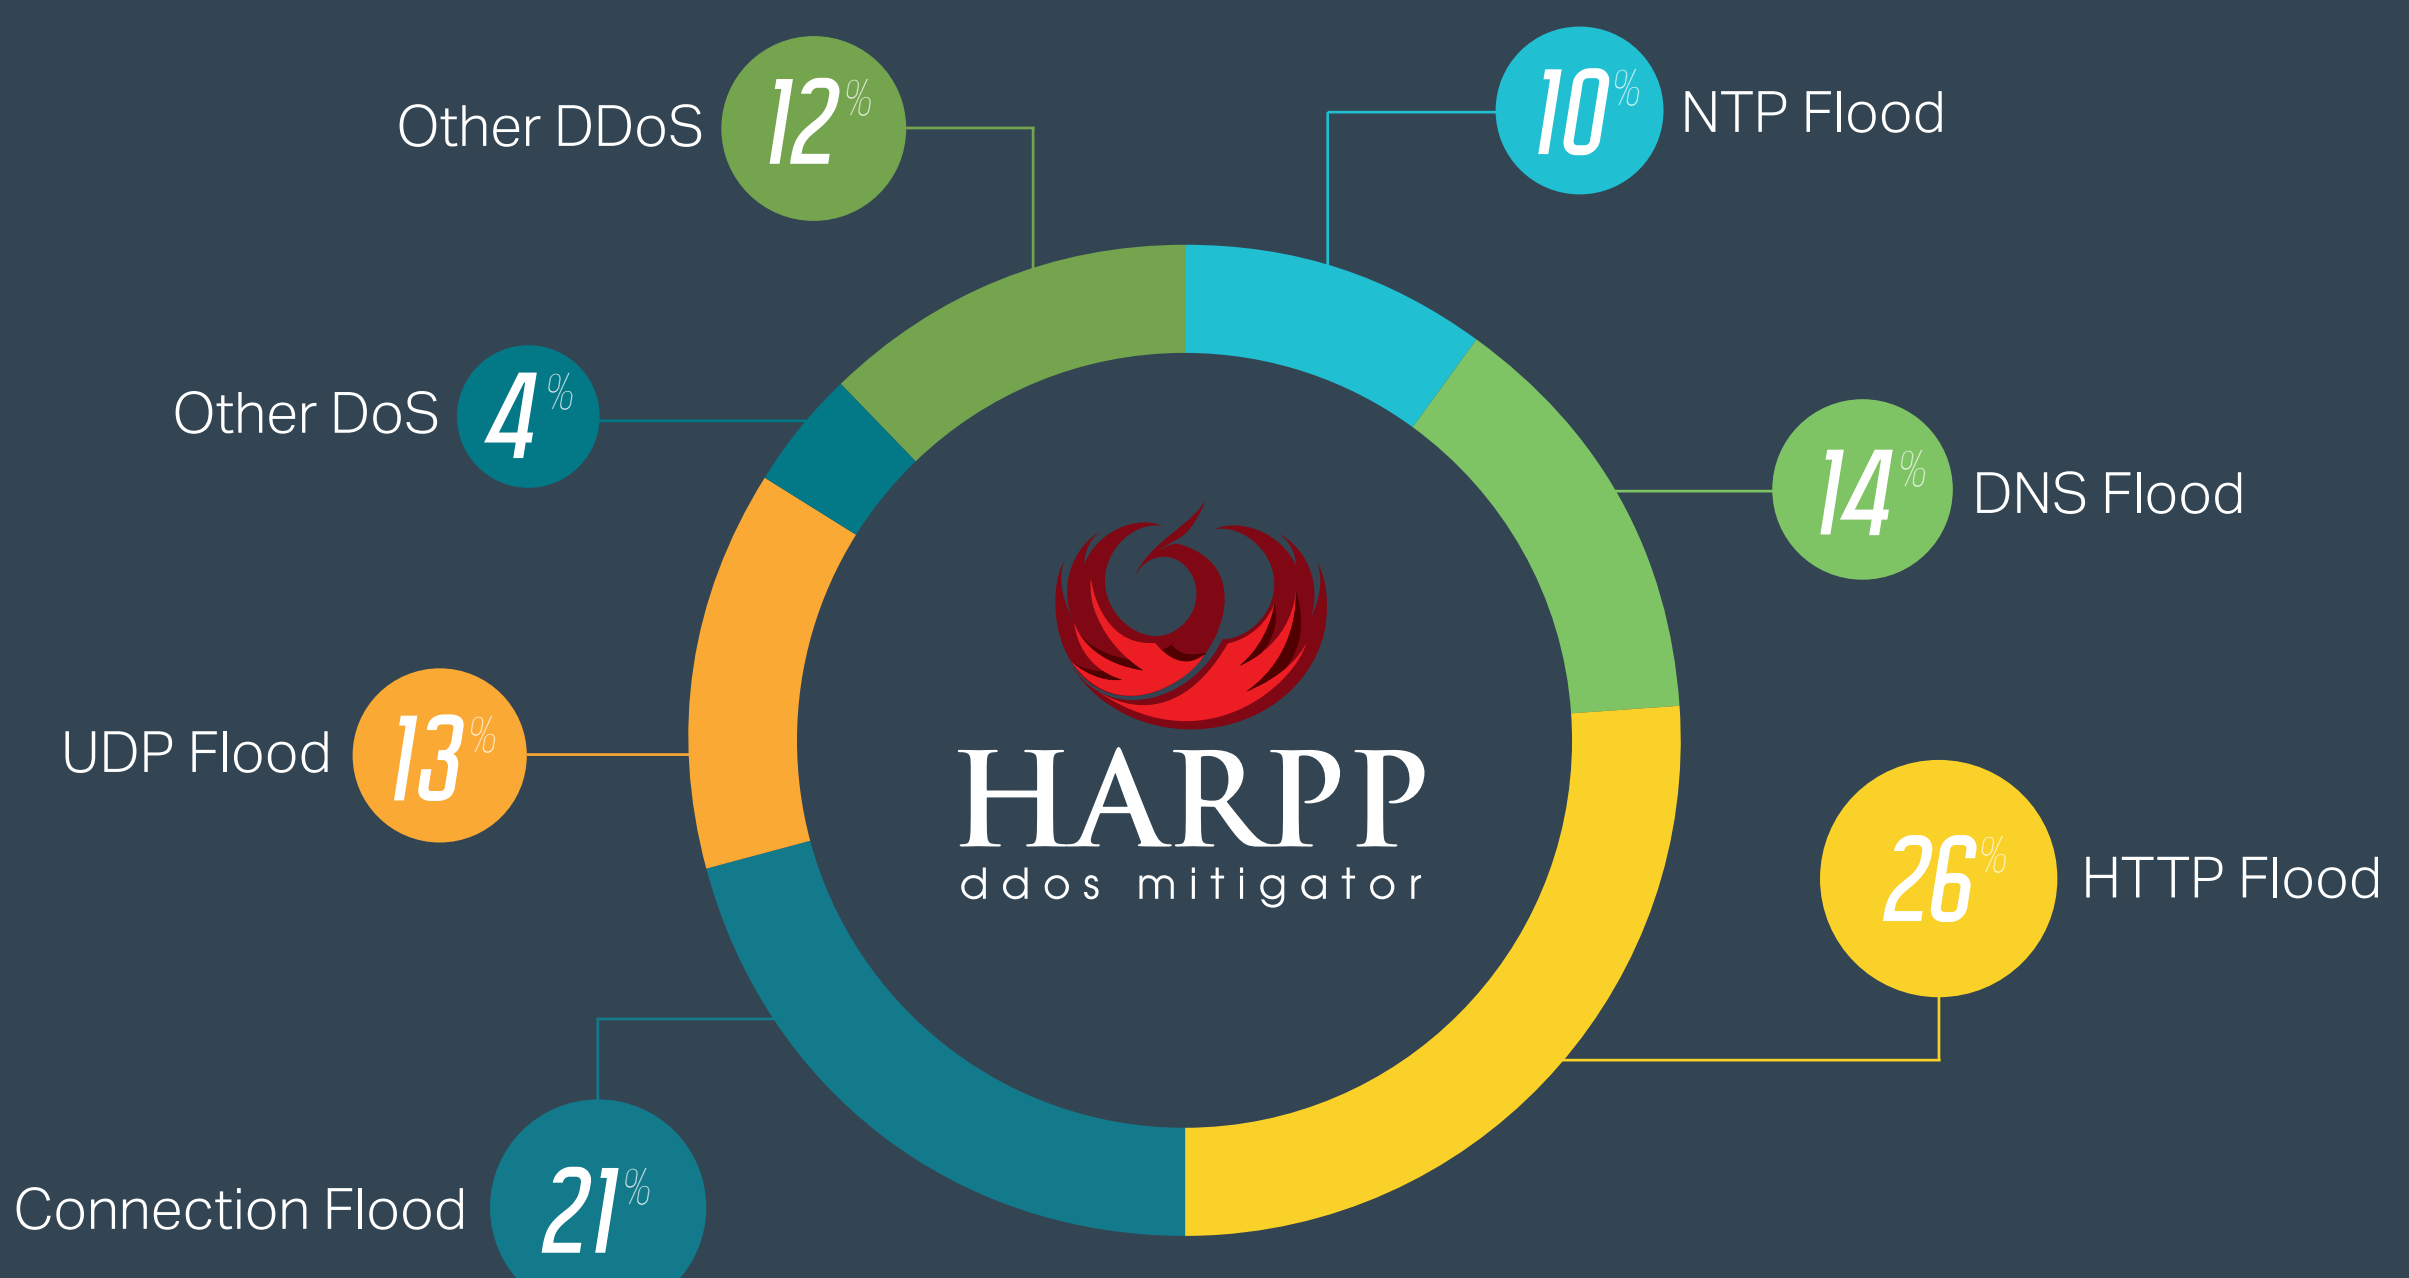 Other DDoS 12%
10% NTP Flood
Other DoS 4%
14% DNS Flood
UDP Flood 13%
HARPP
ddos mitigator
26% HTTP Flood
Connection Flood 21%